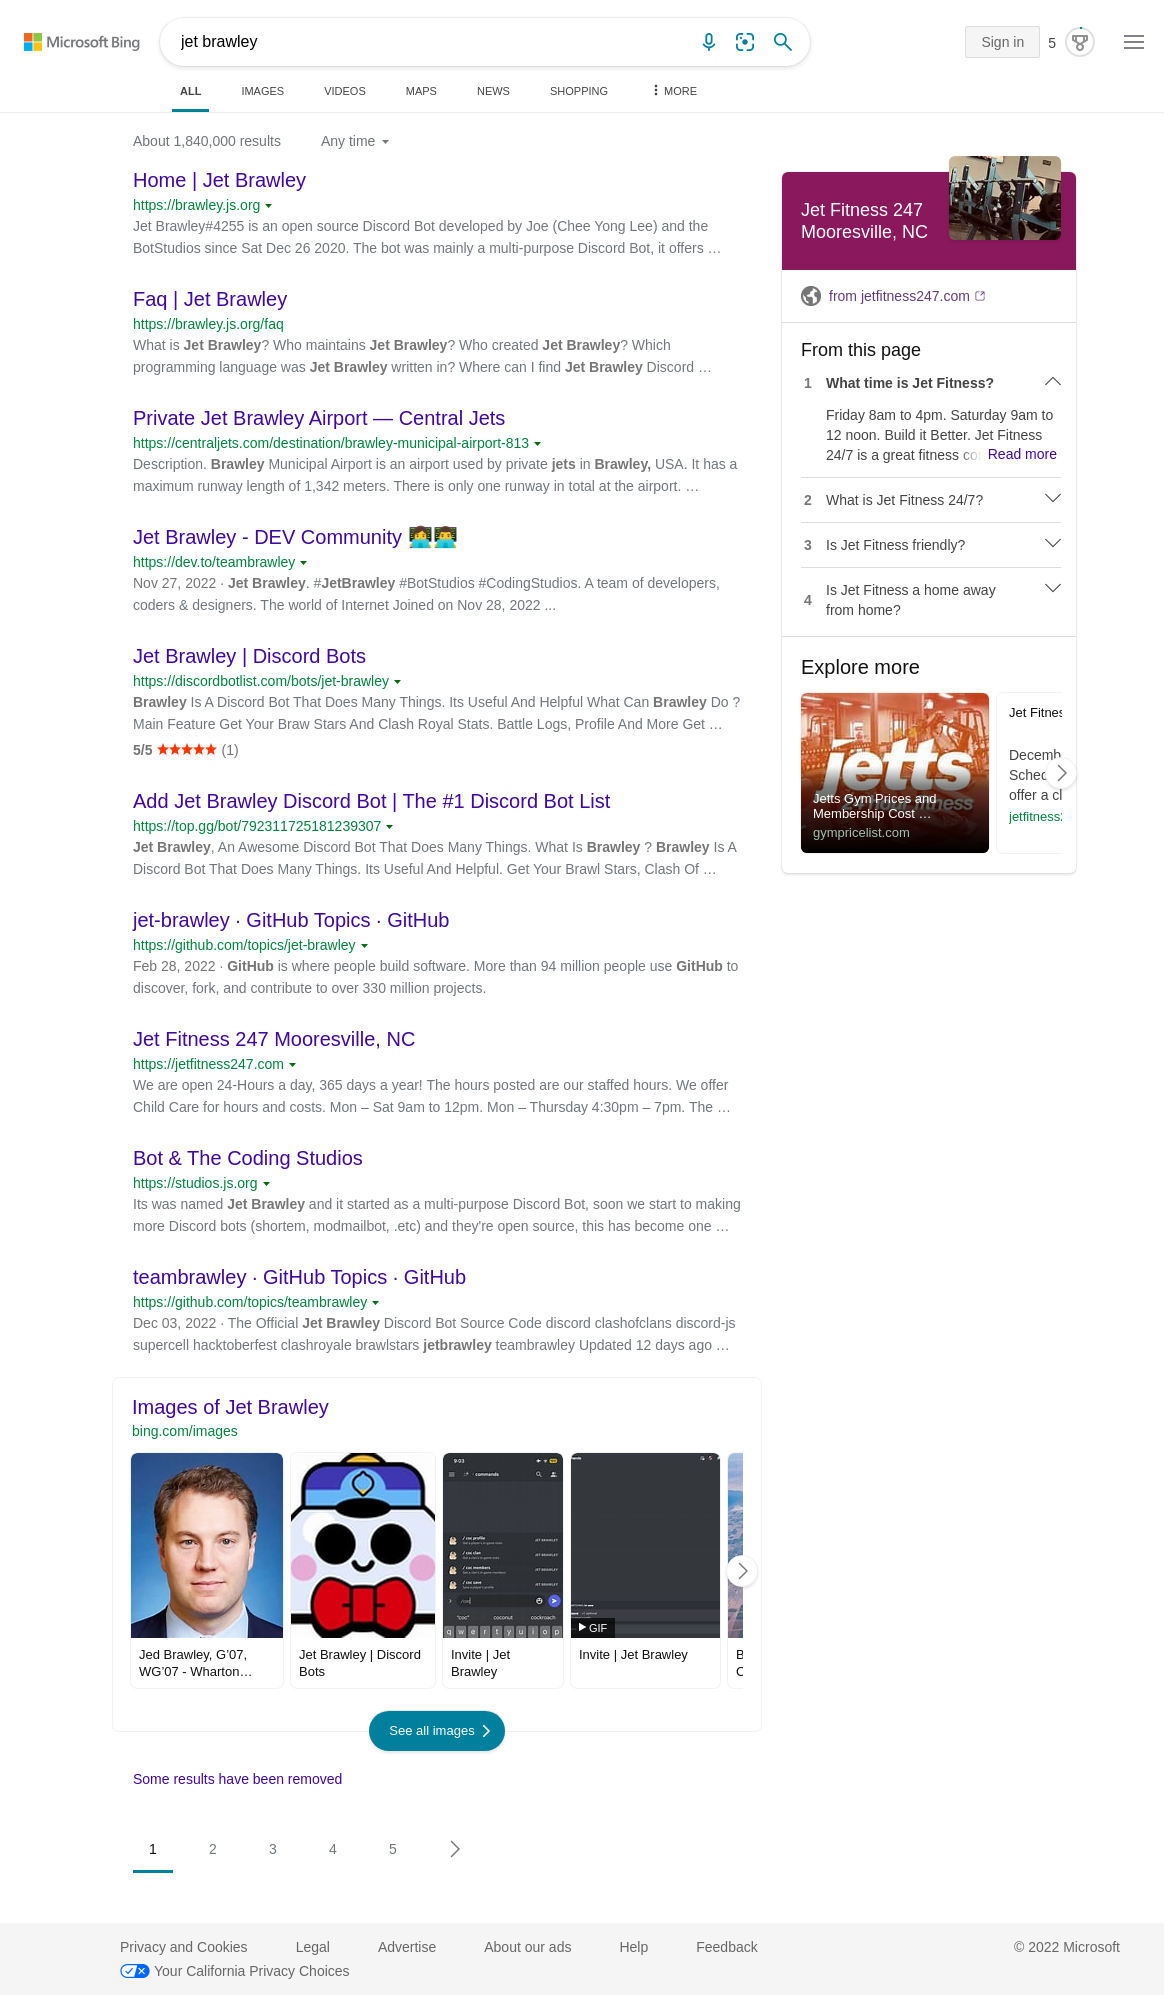 Microsoft Bing
jet brawley
Sign in
5
ALL
IMAGES
VIDEOS
MAPS
NEWS
SHOPPING
MORE
About 1,840,000 results
Any time
Home | Jet Brawley
https://brawley.js.org
Jet Brawley#4255 is an open source Discord Bot developed by Joe (Chee Yong Lee) and the
BotStudios since Sat Dec 26 2020. The bot was mainly a multi-purpose Discord Bot, it offers …
Faq | Jet Brawley
https://brawley.js.org/faq
What is Jet Brawley? Who maintains Jet Brawley? Who created Jet Brawley? Which
programming language was Jet Brawley written in? Where can I find Jet Brawley Discord …
Private Jet Brawley Airport — Central Jets
https://centraljets.com/destination/brawley-municipal-airport-813
Description. Brawley Municipal Airport is an airport used by private jets in Brawley, USA. It has a
maximum runway length of 1,342 meters. There is only one runway in total at the airport. …
Jet Brawley - DEV Community 👩‍💻👨‍💻
https://dev.to/teambrawley
Nov 27, 2022 · Jet Brawley. #JetBrawley #BotStudios #CodingStudios. A team of developers,
coders & designers. The world of Internet Joined on Nov 28, 2022 ...
Jet Brawley | Discord Bots
https://discordbotlist.com/bots/jet-brawley
Brawley Is A Discord Bot That Does Many Things. Its Useful And Helpful What Can Brawley Do ?
Main Feature Get Your Braw Stars And Clash Royal Stats. Battle Logs, Profile And More Get …
5/5 ★★★★★ (1)
Add Jet Brawley Discord Bot | The #1 Discord Bot List
https://top.gg/bot/792311725181239307
Jet Brawley, An Awesome Discord Bot That Does Many Things. What Is Brawley ? Brawley Is A
Discord Bot That Does Many Things. Its Useful And Helpful. Get Your Brawl Stars, Clash Of …
jet-brawley · GitHub Topics · GitHub
https://github.com/topics/jet-brawley
Feb 28, 2022 · GitHub is where people build software. More than 94 million people use GitHub to
discover, fork, and contribute to over 330 million projects.
Jet Fitness 247 Mooresville, NC
https://jetfitness247.com
We are open 24-Hours a day, 365 days a year! The hours posted are our staffed hours. We offer
Child Care for hours and costs. Mon – Sat 9am to 12pm. Mon – Thursday 4:30pm – 7pm. The …
Bot & The Coding Studios
https://studios.js.org
Its was named Jet Brawley and it started as a multi-purpose Discord Bot, soon we start to making
more Discord bots (shortem, modmailbot, .etc) and they're open source, this has become one …
teambrawley · GitHub Topics · GitHub
https://github.com/topics/teambrawley
Dec 03, 2022 · The Official Jet Brawley Discord Bot Source Code discord clashofclans discord-js
supercell hacktoberfest clashroyale brawlstars jetbrawley teambrawley Updated 12 days ago …
Images of Jet Brawley
bing.com/images
9:03
commands
/ coc profile
JET BRAWLEY
/ coc clan
JET BRAWLEY
/ coc members
JET BRAWLEY
/ coc save
JET BRAWLEY
"coc" coconut cockroach
q w e r t y u i o p
GIF
Jed Brawley, G'07,
WG'07 - Wharton…
Jet Brawley | Discord
Bots
Invite | Jet
Brawley
Invite | Jet Brawley
See all images
Some results have been removed
1
2
3
4
5
Jet Fitness 247
Mooresville, NC
from jetfitness247.com
From this page
1 What time is Jet Fitness?
Friday 8am to 4pm. Saturday 9am to
12 noon. Build it Better. Jet Fitness
24/7 is a great fitness co Read more
2 What is Jet Fitness 24/7?
3 Is Jet Fitness friendly?
4 Is Jet Fitness a home away
from home?
Explore more
jetts
24 hour fitness
Jetts Gym Prices and
Membership Cost …
gympricelist.com
Jet Fitnes
Decemb
Sched
offer a cl
jetfitness2
Privacy and Cookies
Legal
Advertise
About our ads
Help
Feedback
© 2022 Microsoft
Your California Privacy Choices